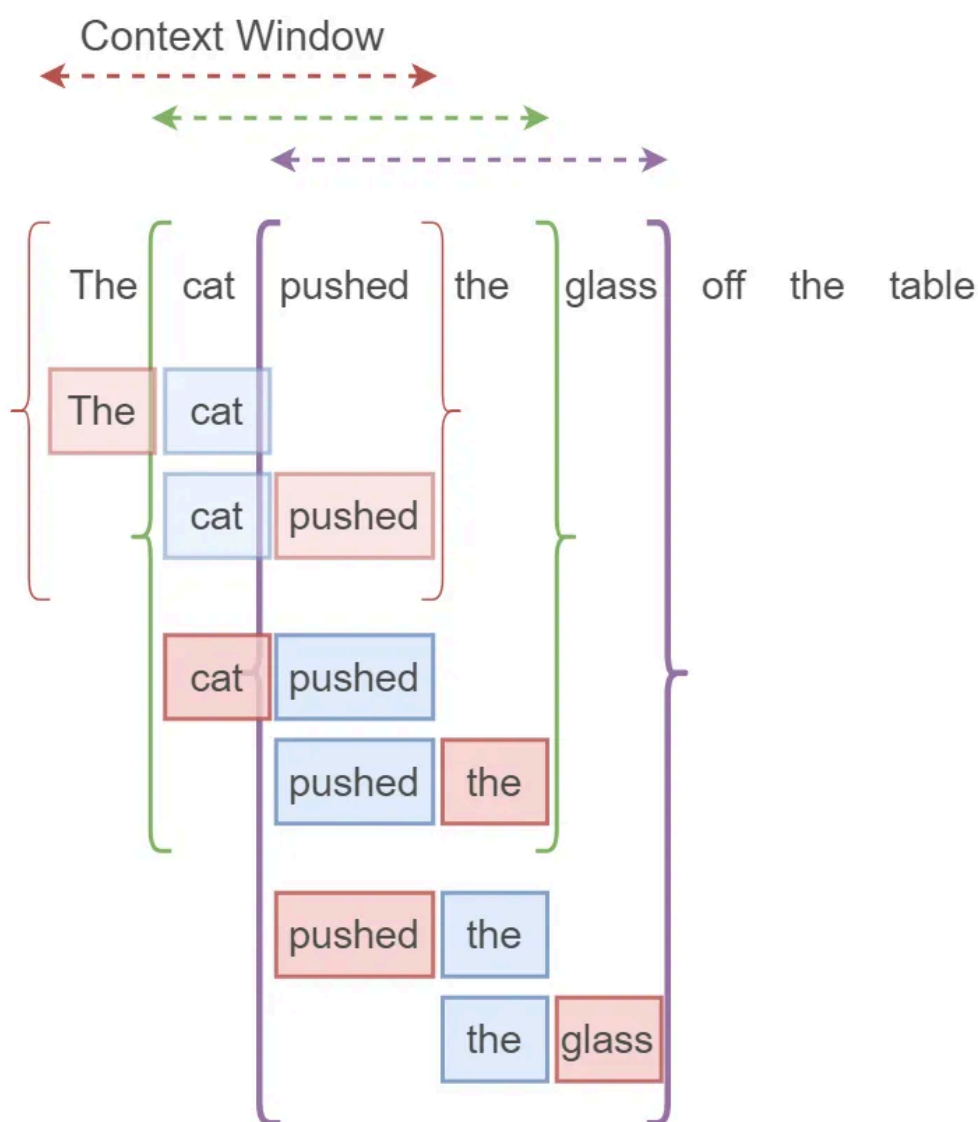 Context Window
The cat pushed the glass off the table
The cat
cat pushed
cat pushed
pushed the
pushed the
the glass